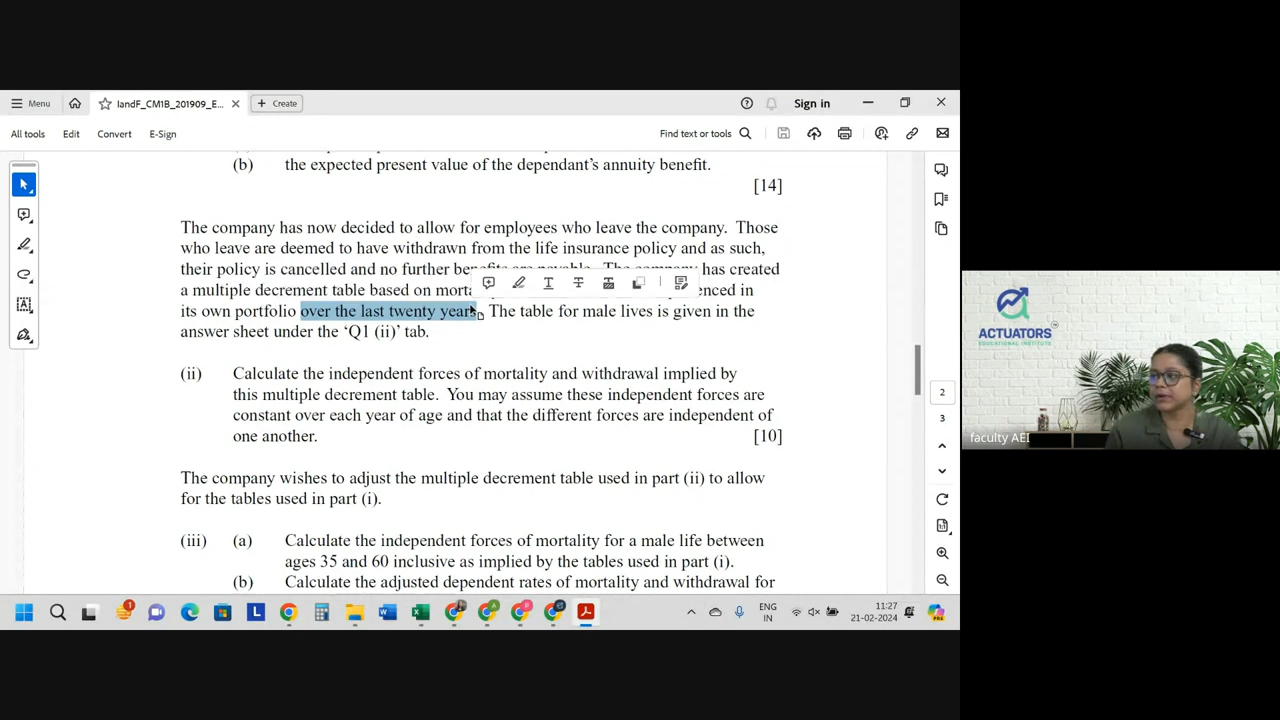 Menu
IandF_CM1B_201909_E...
Create
Sign in
All tools
Edit
Convert
E-Sign
Find text or tools
(b) the expected present value of the dependant's annuity benefit.
[14]
The company has now decided to allow for employees who leave the company. Those
who leave are deemed to have withdrawn from the life insurance policy and as such,
their policy is cancelled and no further benefits are payable. The company has created
a multiple decrement table based on
its own portfolio over the last twenty years. The table for male lives is given in the
answer sheet under the 'Q1 (ii)' tab.
(ii) Calculate the independent forces of mortality and withdrawal implied by
this multiple decrement table. You may assume these independent forces are
constant over each year of age and that the different forces are independent of
one another. [10]
The company wishes to adjust the multiple decrement table used in part (ii) to allow
for the tables used in part (i).
(iii) (a) Calculate the independent forces of mortality for a male life between
ages 35 and 60 inclusive as implied by the tables used in part (i).
(b) Calculate the adjusted dependent rates of mortality and withdrawal for
2
3
ENG
IN
11:27
21-02-2024
ACTUATORS
EDUCATIONAL INSTITUTE
faculty AEI